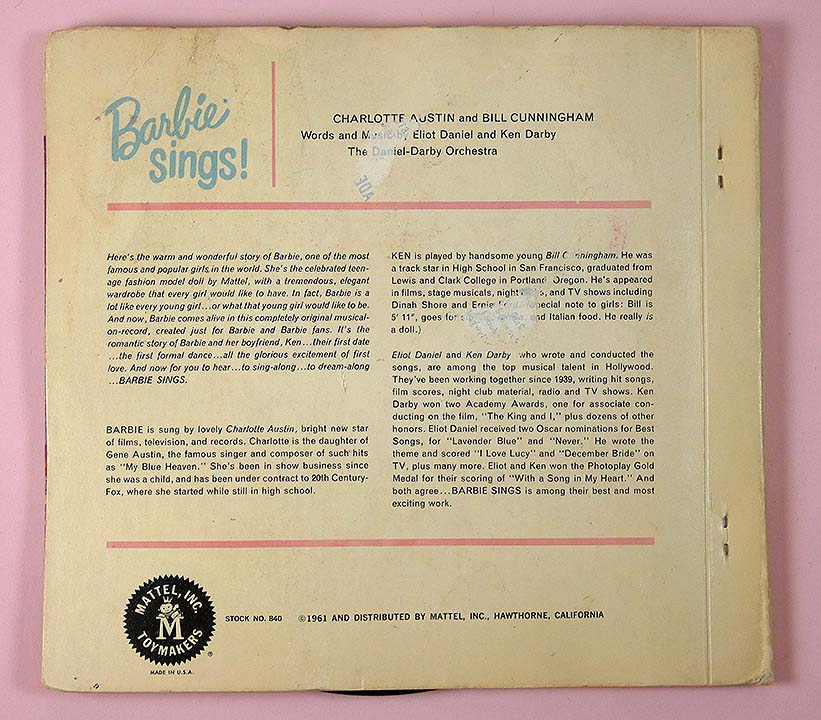 Barbie
sings!
CHARLOTTE AUSTIN and BILL CUNNINGHAM
Words and Music by Eliot Daniel and Ken Darby
The Daniel-Darby Orchestra
Here's the warm and wonderful story of Barbie, one of the most
famous and popular girls in the world. She's the celebrated teen-
age fashion model doll by Mattel, with a tremendous, elegant
wardrobe that every girl would like to have. In fact, Barbie is a
lot like every young girl...or what that young girl would like to be.
And now, Barbie comes alive in this completely original musical-
on-record, created just for Barbie and Barbie fans. It's the
romantic story of Barbie and her boyfriend, Ken...their first date
...the first formal dance...all the glorious excitement of first
love. And now for you to hear...to sing-along...to dream-along
...BARBIE SINGS.
BARBIE is sung by lovely Charlotte Austin, bright new star
of films, television, and records. Charlotte is the daughter of
Gene Austin, the famous singer and composer of such hits
as "My Blue Heaven." She's been in show business since
she was a child, and has been under contract to 20th Century-
Fox, where she started while still in high school.
KEN is played by handsome young Bill Cunningham. He was
a track star in High School in San Francisco, graduated from
Lewis and Clark College in Portland, Oregon. He's appeared
in films, stage musicals, and TV shows including
Dinah Shore and Ernie special note to girls: Bill is
5' 11", goes for and Italian food. He really is
a doll.)
Eliot Daniel and Ken Darby who wrote and conducted the
songs, are among the top musical talent in Hollywood.
They've been working together since 1939, writing hit songs,
film scores, night club material, radio and TV shows. Ken
Darby won two Academy Awards, one for associate con-
ducting on the film, "The King and I," plus dozens of other
honors. Eliot Daniel received two Oscar nominations for Best
Songs, for "Lavender Blue" and "Never." He wrote the
theme and scored "I Love Lucy" and "December Bride" on
TV, plus many more. Eliot and Ken won the Photoplay Gold
Medal for their scoring of "With a Song in My Heart." And
both agree...BARBIE SINGS is among their best and most
exciting work.
MATTEL, INC.
M
TOYMAKERS
®
MADE IN U.S.A.
STOCK NO. 840 ©1961 AND DISTRIBUTED BY MATTEL, INC., HAWTHORNE, CALIFORNIA